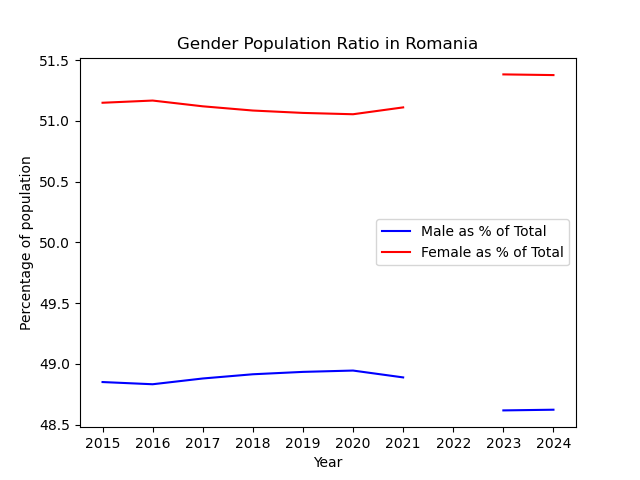 Gender Population Ratio in Romania
51.5
51.0
50.5
50.0
49.5
49.0
48.5
Percentage of population
Male as % of Total
Female as % of Total
2015 2016 2017 2018 2019 2020 2021 2022 2023 2024
Year